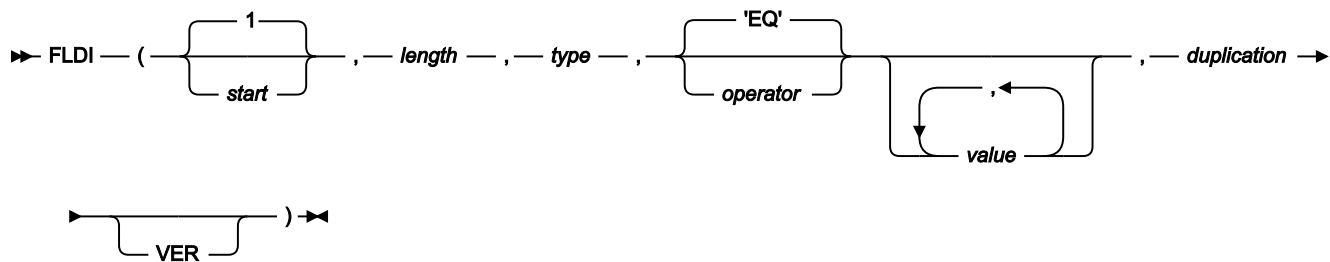 1 'EQ'
FLDI ( , length , type , , duplication
start operator ,
value
)
VER